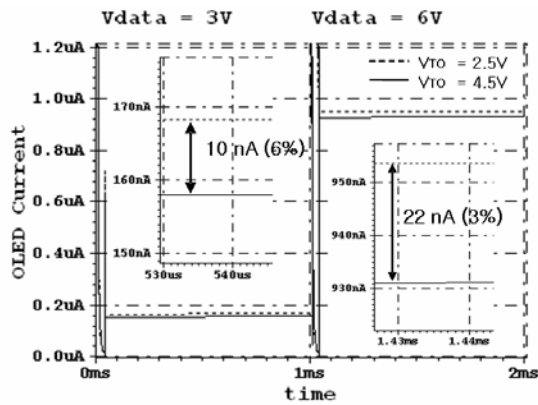 Vdata = 3V
Vdata = 6V
1.2uA
1.0uA
0.8uA
0.6uA
0.4uA
0.2uA
0.0uA
OLED Current
VTO = 2.5V
VTO = 4.5V
170nA
160nA
150nA
530us
540us
10 nA (6%)
950nA
940nA
930nA
1.43ms
1.44ms
22 nA (3%)
0ms
1ms
2ms
time